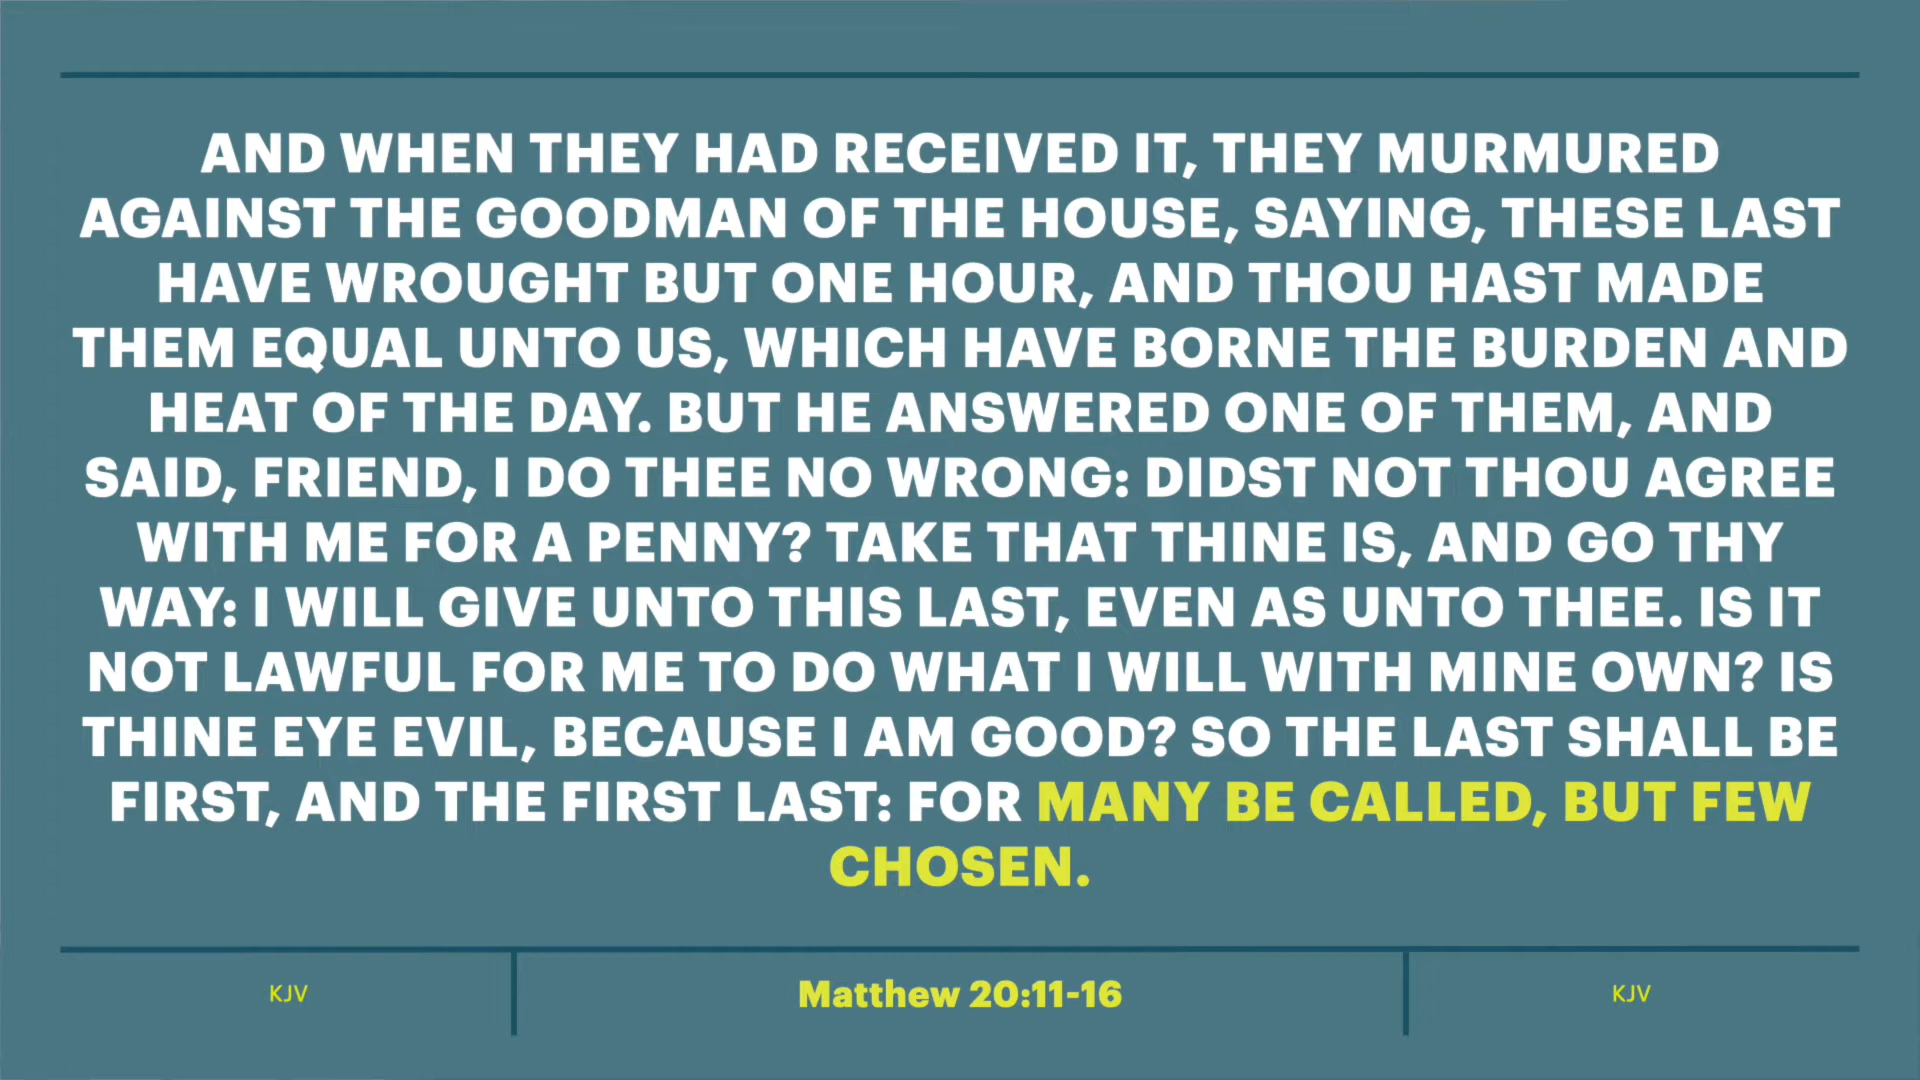 AND WHEN THEY HAD RECEIVED IT, THEY MURMURED
AGAINST THE GOODMAN OF THE HOUSE, SAYING, THESE LAST
HAVE WROUGHT BUT ONE HOUR, AND THOU HAST MADE
THEM EQUAL UNTO US, WHICH HAVE BORNE THE BURDEN AND
HEAT OF THE DAY. BUT HE ANSWERED ONE OF THEM, AND
SAID, FRIEND, I DO THEE NO WRONG: DIDST NOT THOU AGREE
WITH ME FOR A PENNY? TAKE THAT THINE IS, AND GO THY
WAY: I WILL GIVE UNTO THIS LAST, EVEN AS UNTO THEE. IS IT
NOT LAWFUL FOR ME TO DO WHAT I WILL WITH MINE OWN? IS
THINE EYE EVIL, BECAUSE I AM GOOD? SO THE LAST SHALL BE
FIRST, AND THE FIRST LAST: FOR MANY BE CALLED, BUT FEW
CHOSEN.
KJV
Matthew 20:11-16
KJV